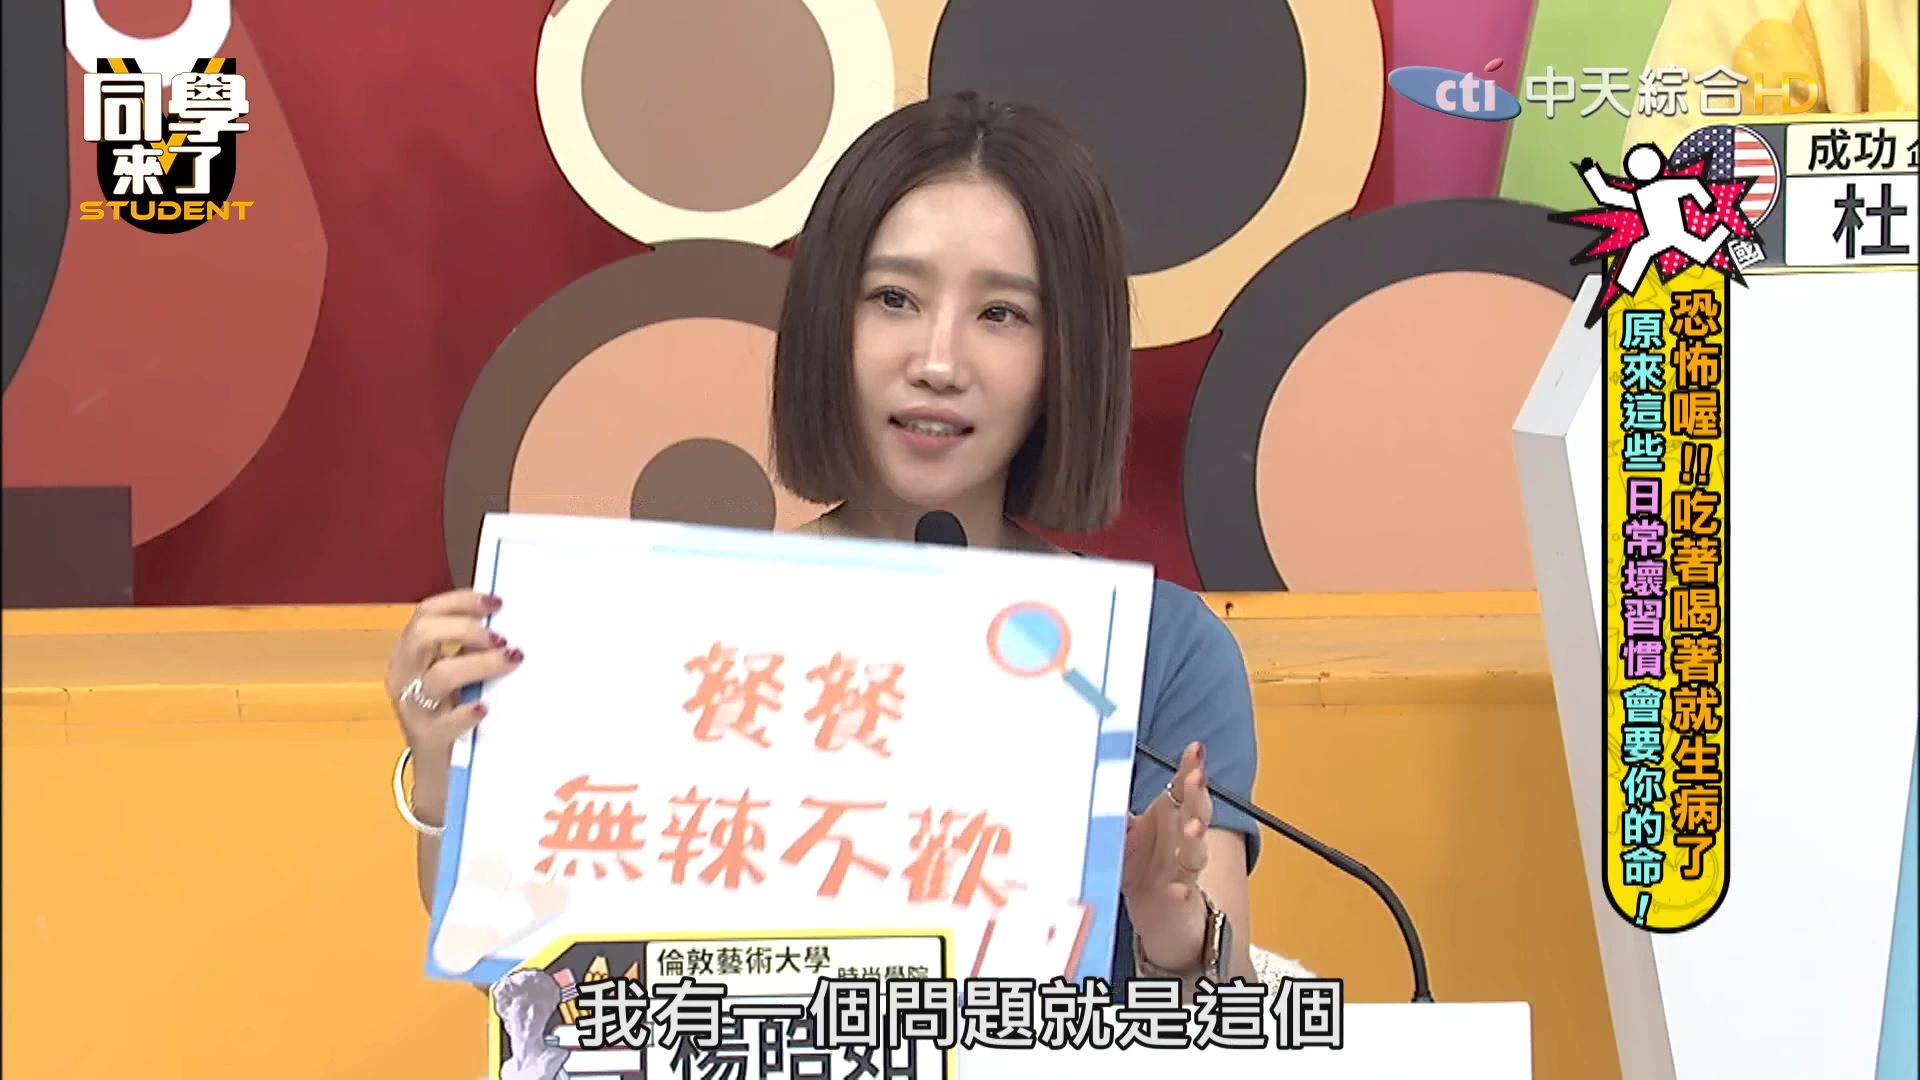 同學
來了
STUDENT
cti 中天綜合HD
成功
杜
恐怖喔!!吃著喝著就生病了
原來這些日常壞習慣會要你的命!
餐餐
無辣不歡
倫敦藝術大學 時尚學院
楊晧如
我有一個問題就是這個